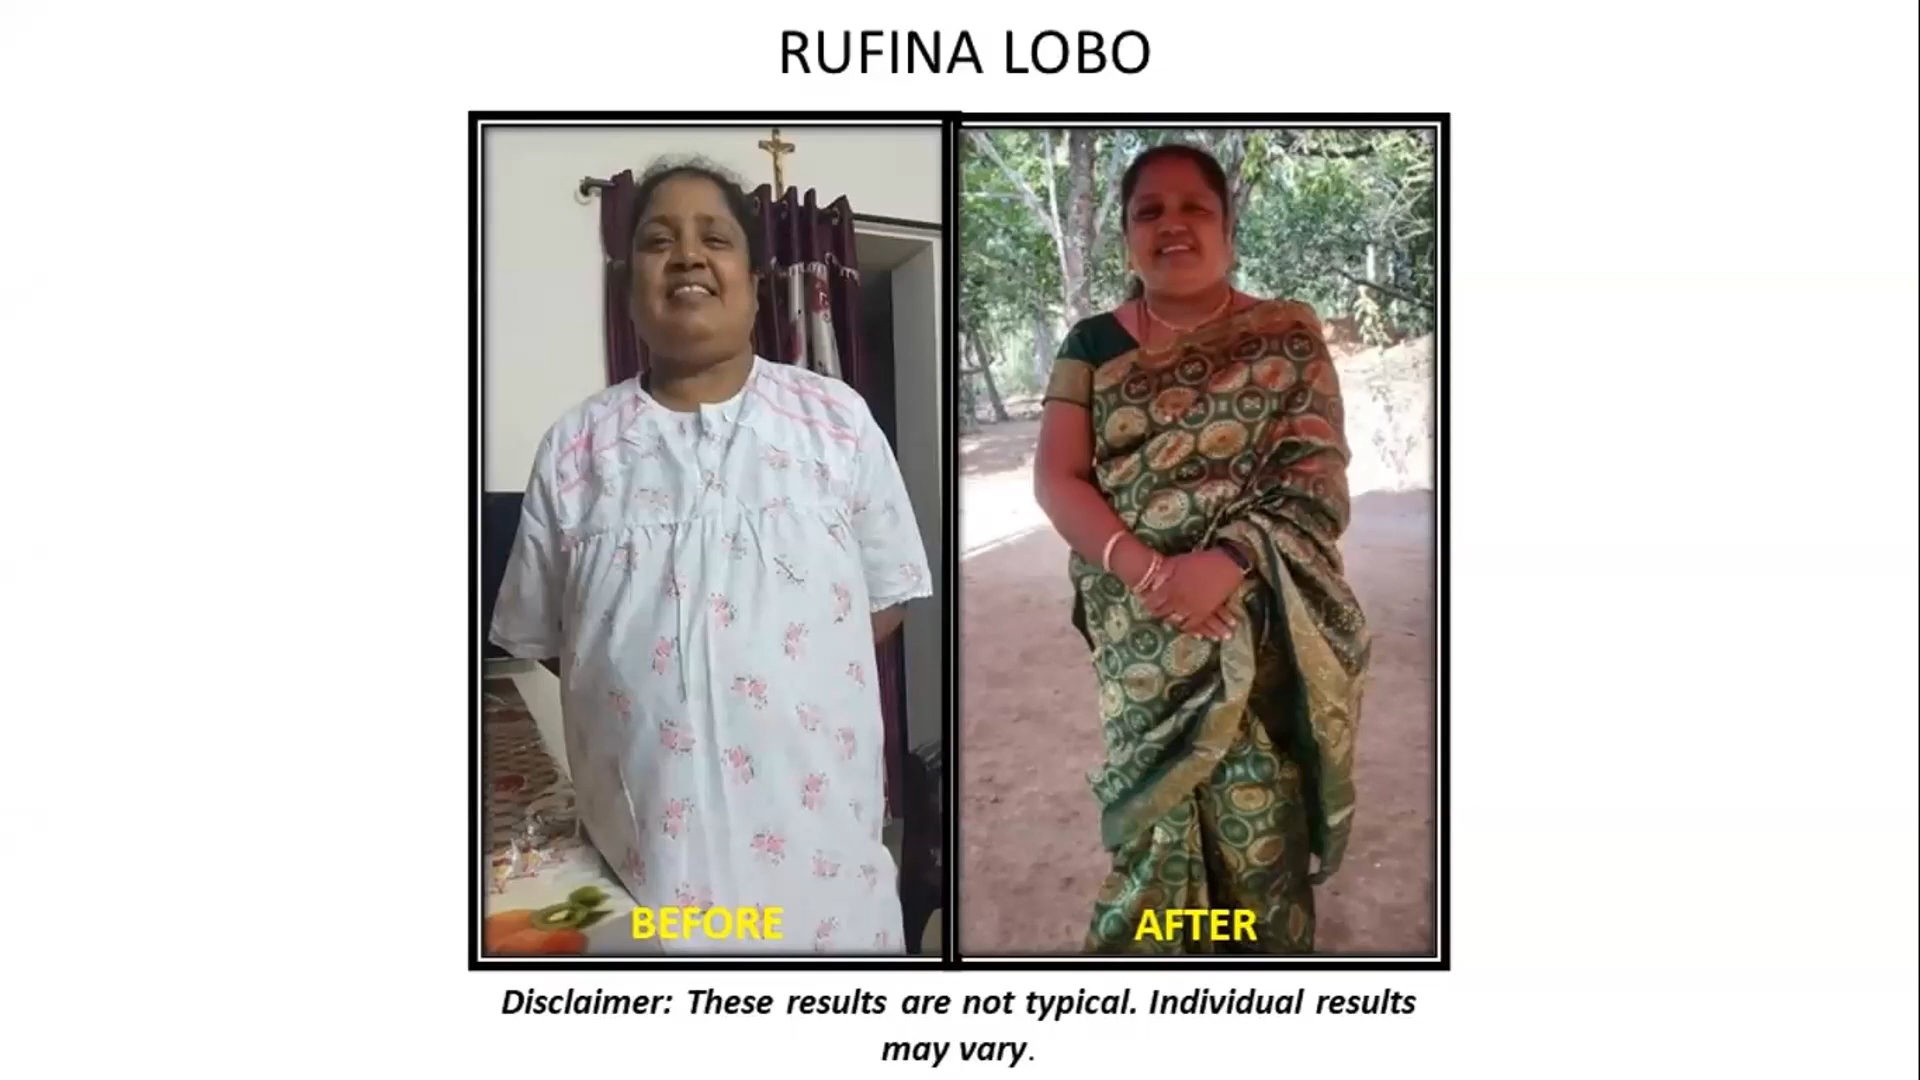 RUFINA LOBO
BEFORE
AFTER
Disclaimer: These results are not typical. Individual results
may vary.